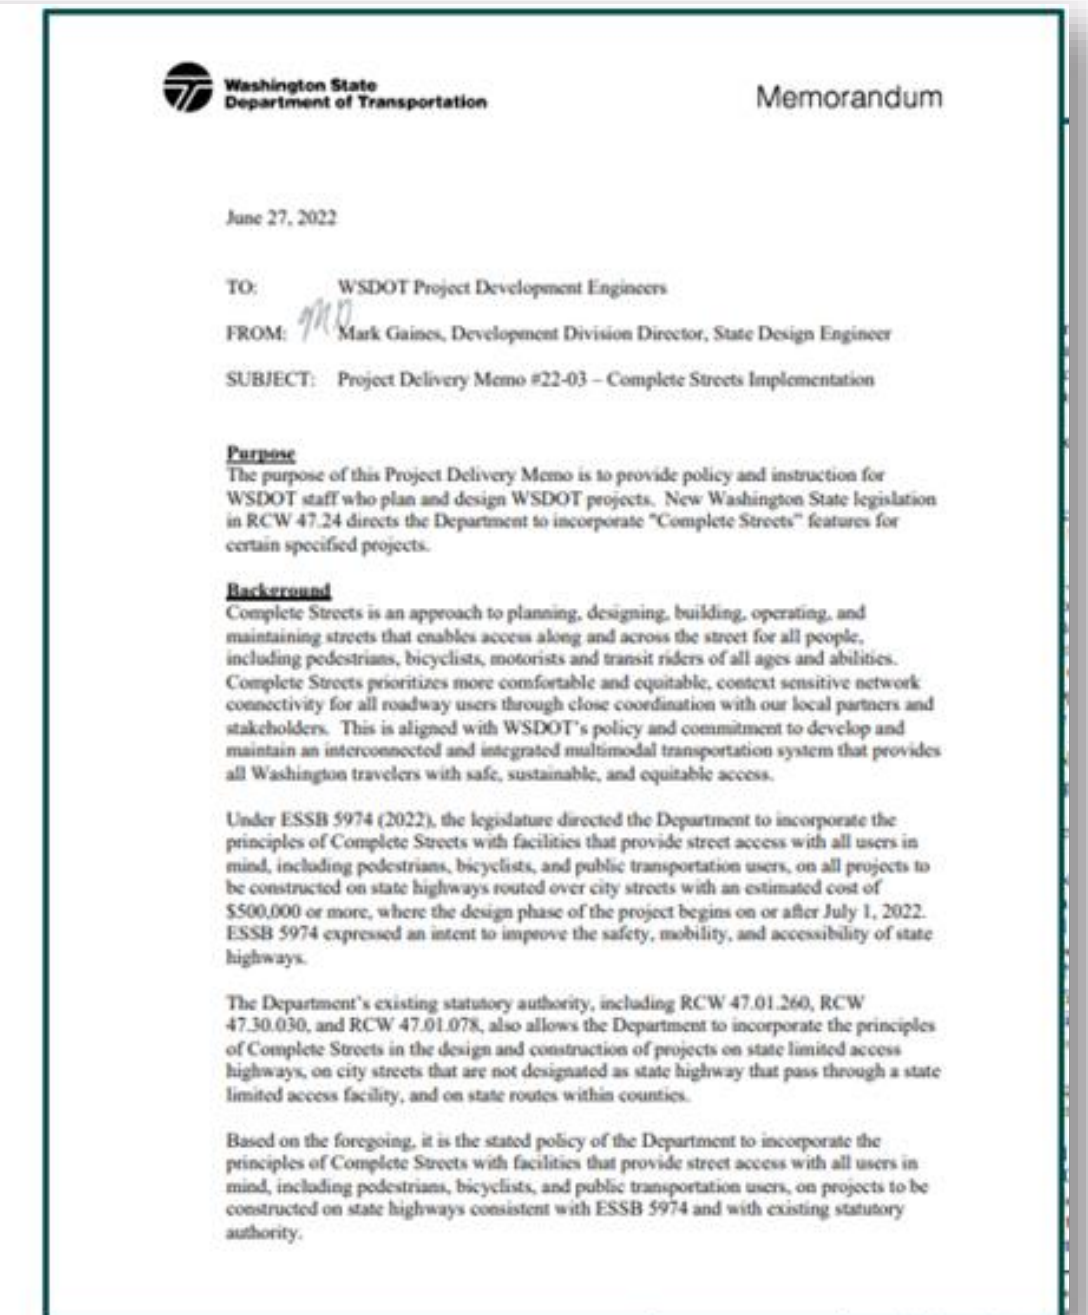 Washington State
Department of Transportation
Memorandum
June 27, 2022
TO: WSDOT Project Development Engineers
FROM: Mark Gaines, Development Division Director, State Design Engineer
SUBJECT: Project Delivery Memo #22-03 – Complete Streets Implementation
Purpose
The purpose of this Project Delivery Memo is to provide policy and instruction for
WSDOT staff who plan and design WSDOT projects. New Washington State legislation
in RCW 47.24 directs the Department to incorporate "Complete Streets" features for
certain specified projects.
Background
Complete Streets is an approach to planning, designing, building, operating, and
maintaining streets that enables access along and across the street for all people,
including pedestrians, bicyclists, motorists and transit riders of all ages and abilities.
Complete Streets prioritizes more comfortable and equitable, context sensitive network
connectivity for all roadway users through close coordination with our local partners and
stakeholders. This is aligned with WSDOT's policy and commitment to develop and
maintain an interconnected and integrated multimodal transportation system that provides
all Washington travelers with safe, sustainable, and equitable access.
Under ESSB 5974 (2022), the legislature directed the Department to incorporate the
principles of Complete Streets with facilities that provide street access with all users in
mind, including pedestrians, bicyclists, and public transportation users, on all projects to
be constructed on state highways routed over city streets with an estimated cost of
$500,000 or more, where the design phase of the project begins on or after July 1, 2022.
ESSB 5974 expressed an intent to improve the safety, mobility, and accessibility of state
highways.
The Department's existing statutory authority, including RCW 47.01.260, RCW
47.30.030, and RCW 47.01.078, also allows the Department to incorporate the principles
of Complete Streets in the design and construction of projects on state limited access
highways, on city streets that are not designated as state highway that pass through a state
limited access facility, and on state routes within counties.
Based on the foregoing, it is the stated policy of the Department to incorporate the
principles of Complete Streets with facilities that provide street access with all users in
mind, including pedestrians, bicyclists, and public transportation users, on projects to be
constructed on state highways consistent with ESSB 5974 and with existing statutory
authority.